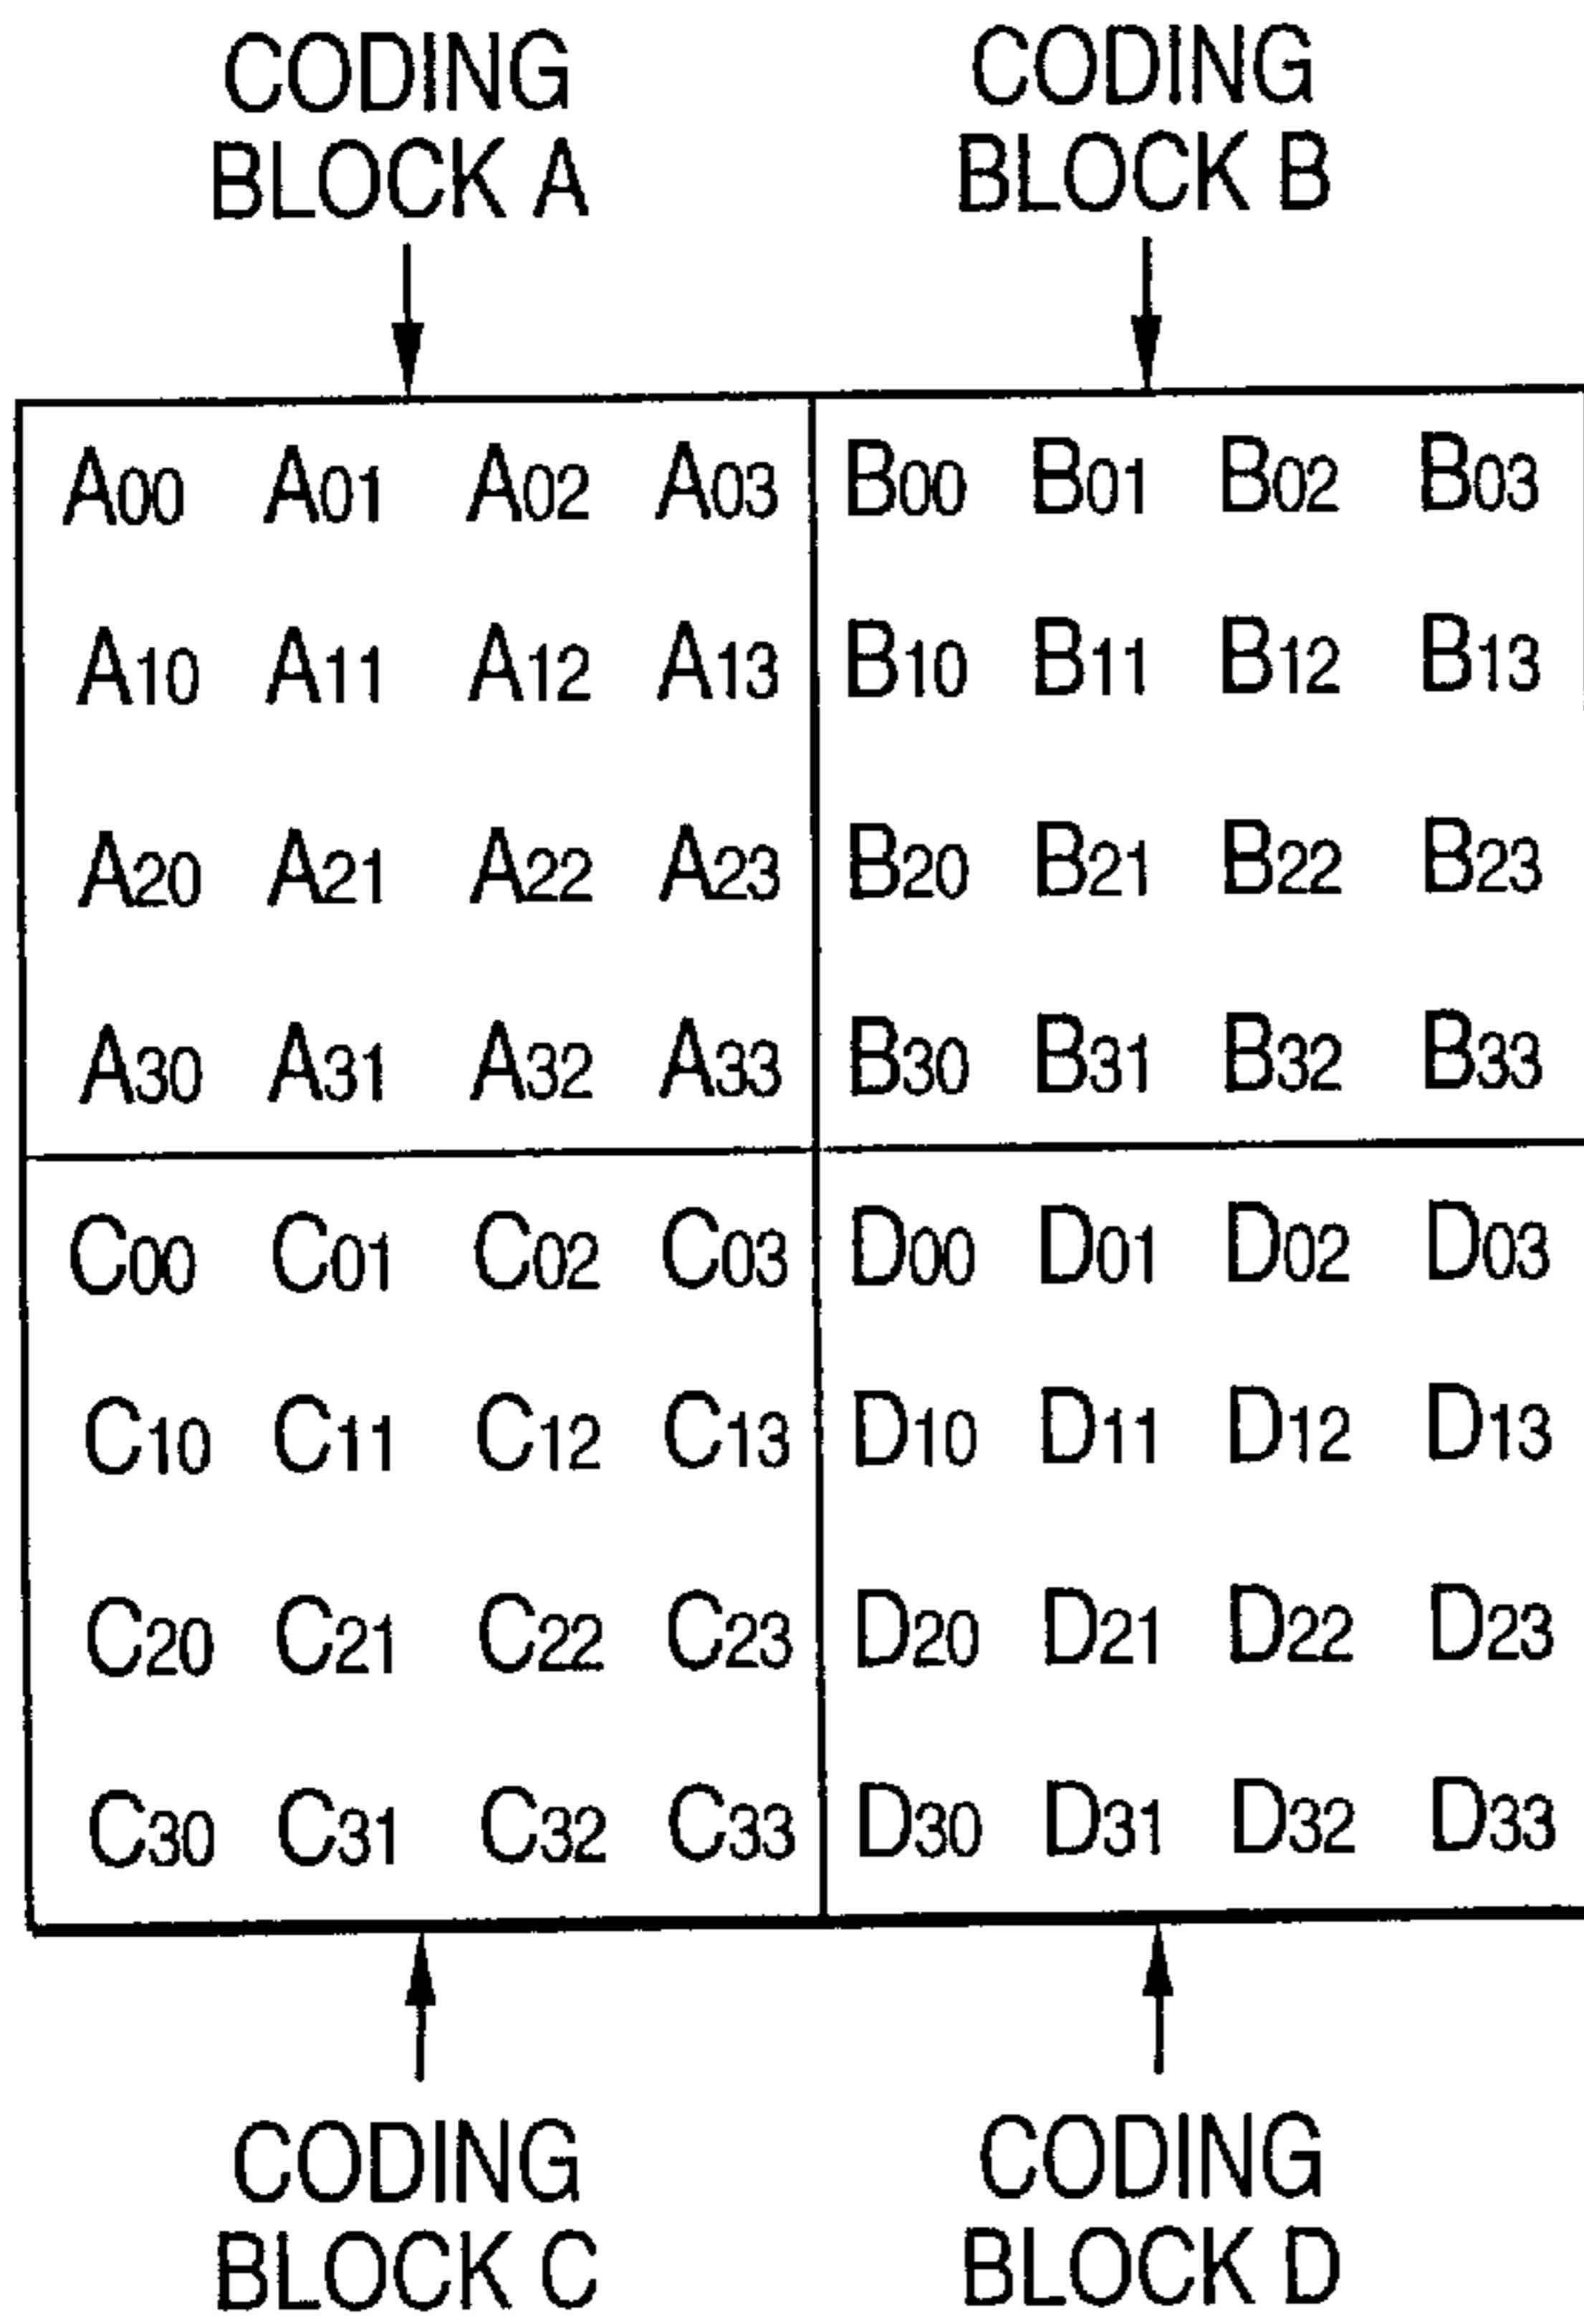 CODING
BLOCK A
CODING
BLOCK B
A00 A01 A02 A03 B00 B01 B02 B03
A10 A11 A12 A13 B10 B11 B12 B13
A20 A21 A22 A23 B20 B21 B22 B23
A30 A31 A32 A33 B30 B31 B32 B33
C00 C01 C02 C03 D00 D01 D02 D03
C10 C11 C12 C13 D10 D11 D12 D13
C20 C21 C22 C23 D20 D21 D22 D23
C30 C31 C32 C33 D30 D31 D32 D33
CODING
BLOCK C
CODING
BLOCK D